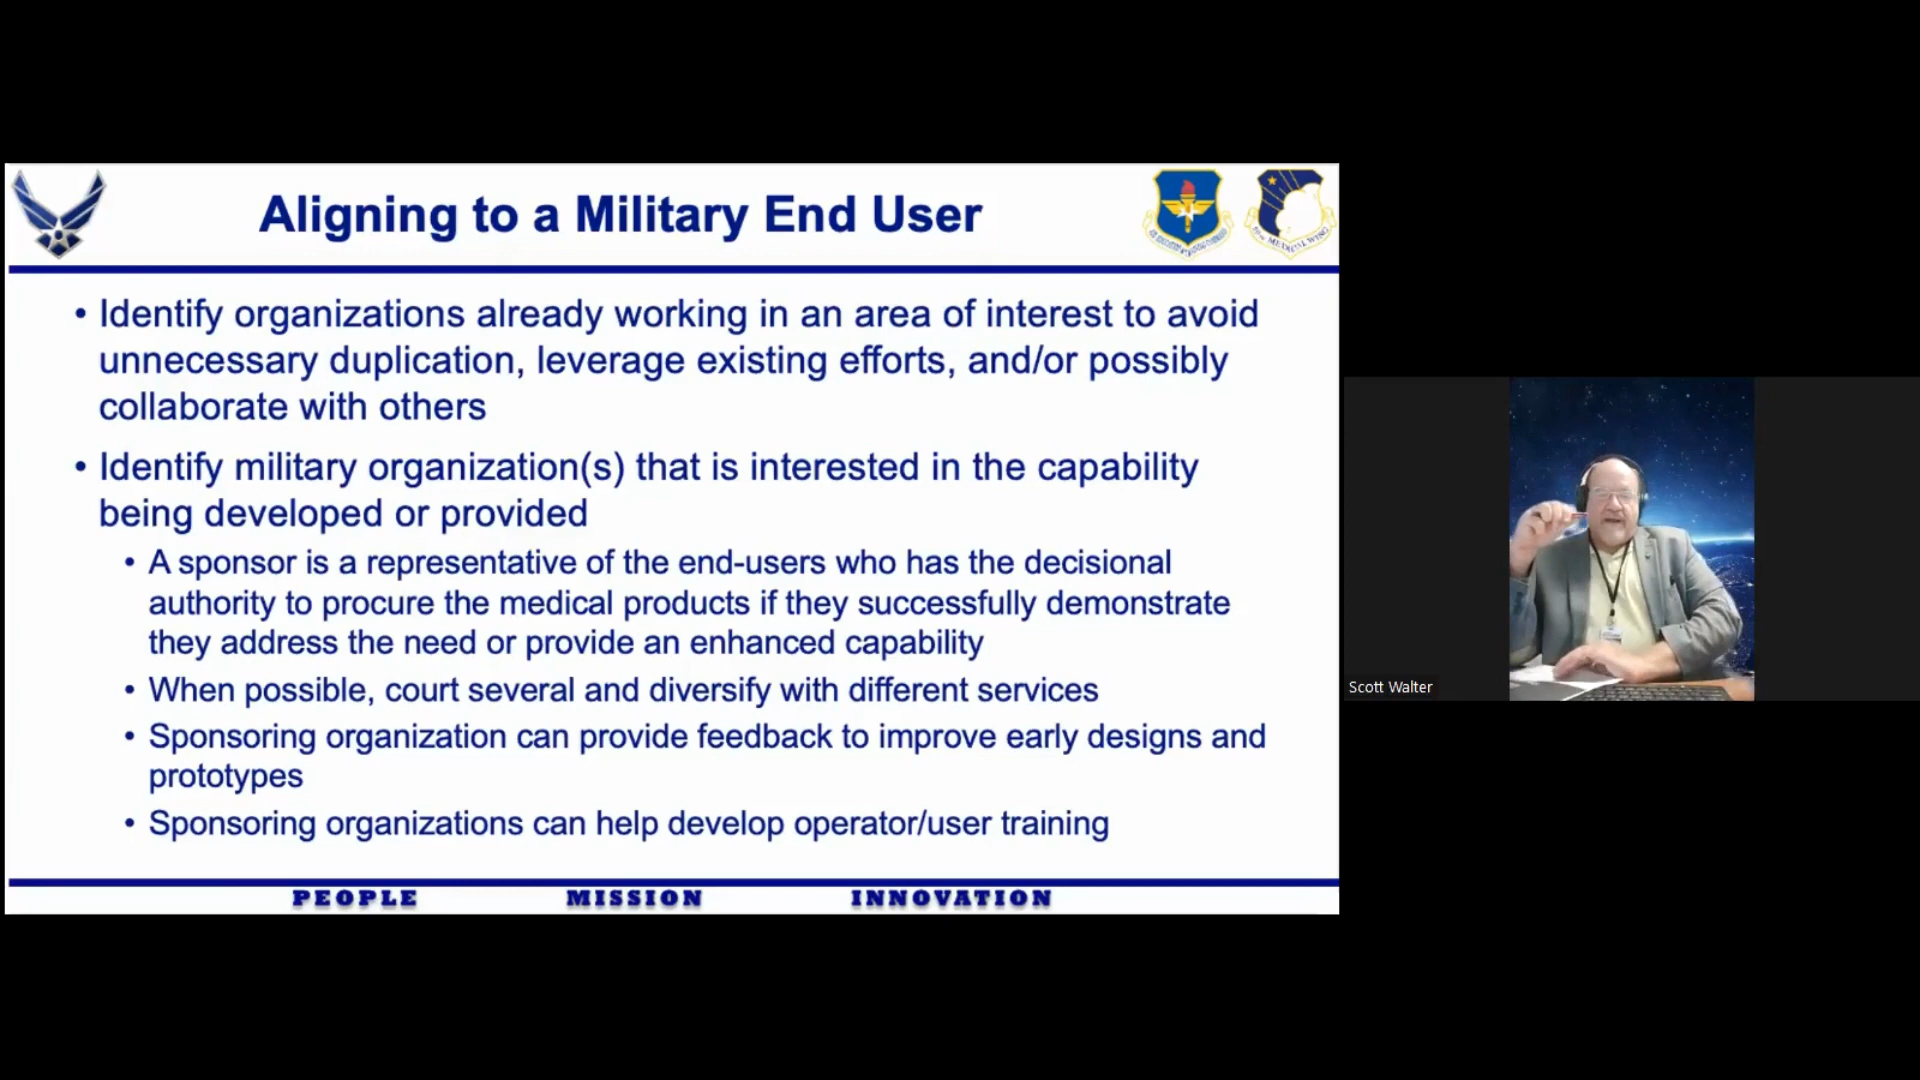 Aligning to a Military End User
MEDICAL WING
• Identify organizations already working in an area of interest to avoid
unnecessary duplication, leverage existing efforts, and/or possibly
collaborate with others
• Identify military organization(s) that is interested in the capability
being developed or provided
• A sponsor is a representative of the end-users who has the decisional
authority to procure the medical products if they successfully demonstrate
they address the need or provide an enhanced capability
• When possible, court several and diversify with different services
• Sponsoring organization can provide feedback to improve early designs and
prototypes
• Sponsoring organizations can help develop operator/user training
PEOPLE MISSION INNOVATION
Scott Walter